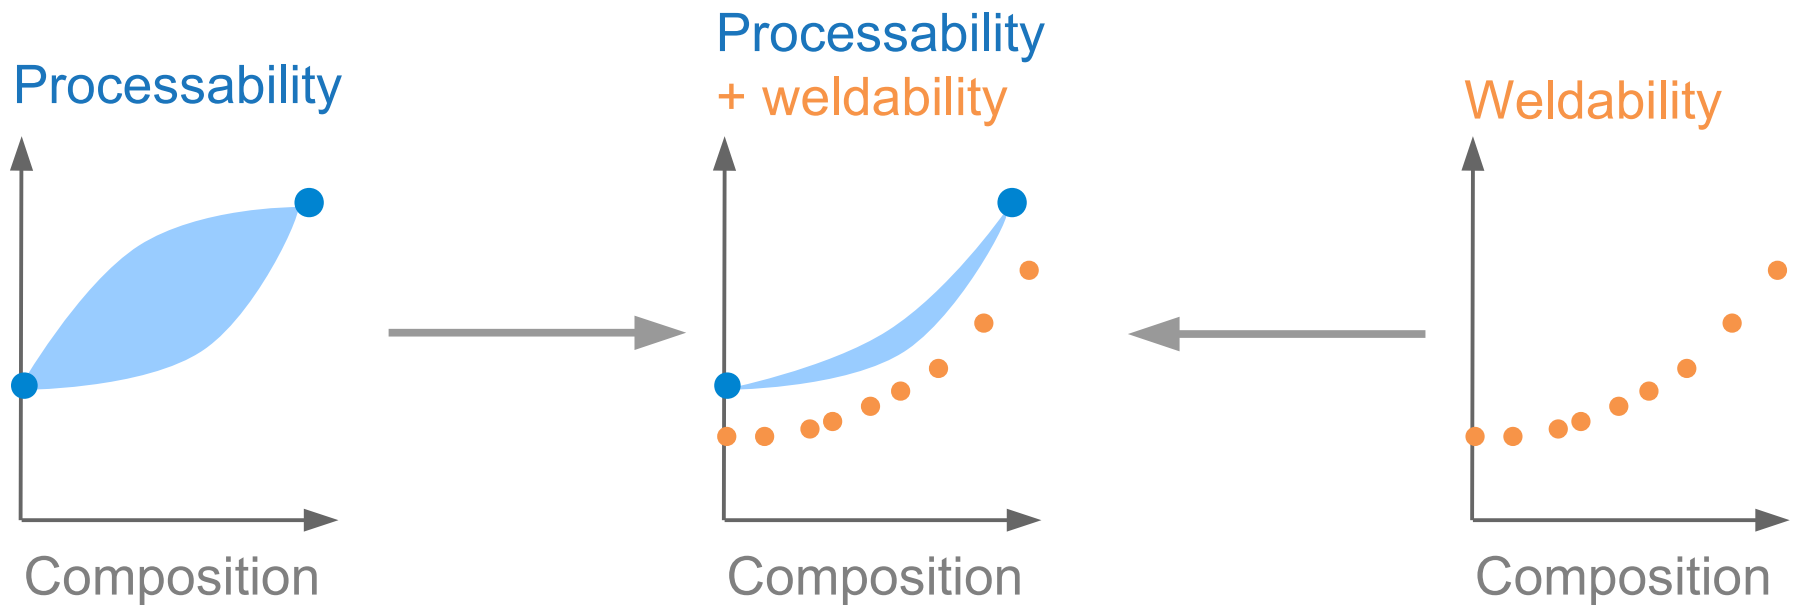 Processability
Processability
+ weldability
Weldability
Composition
Composition
Composition